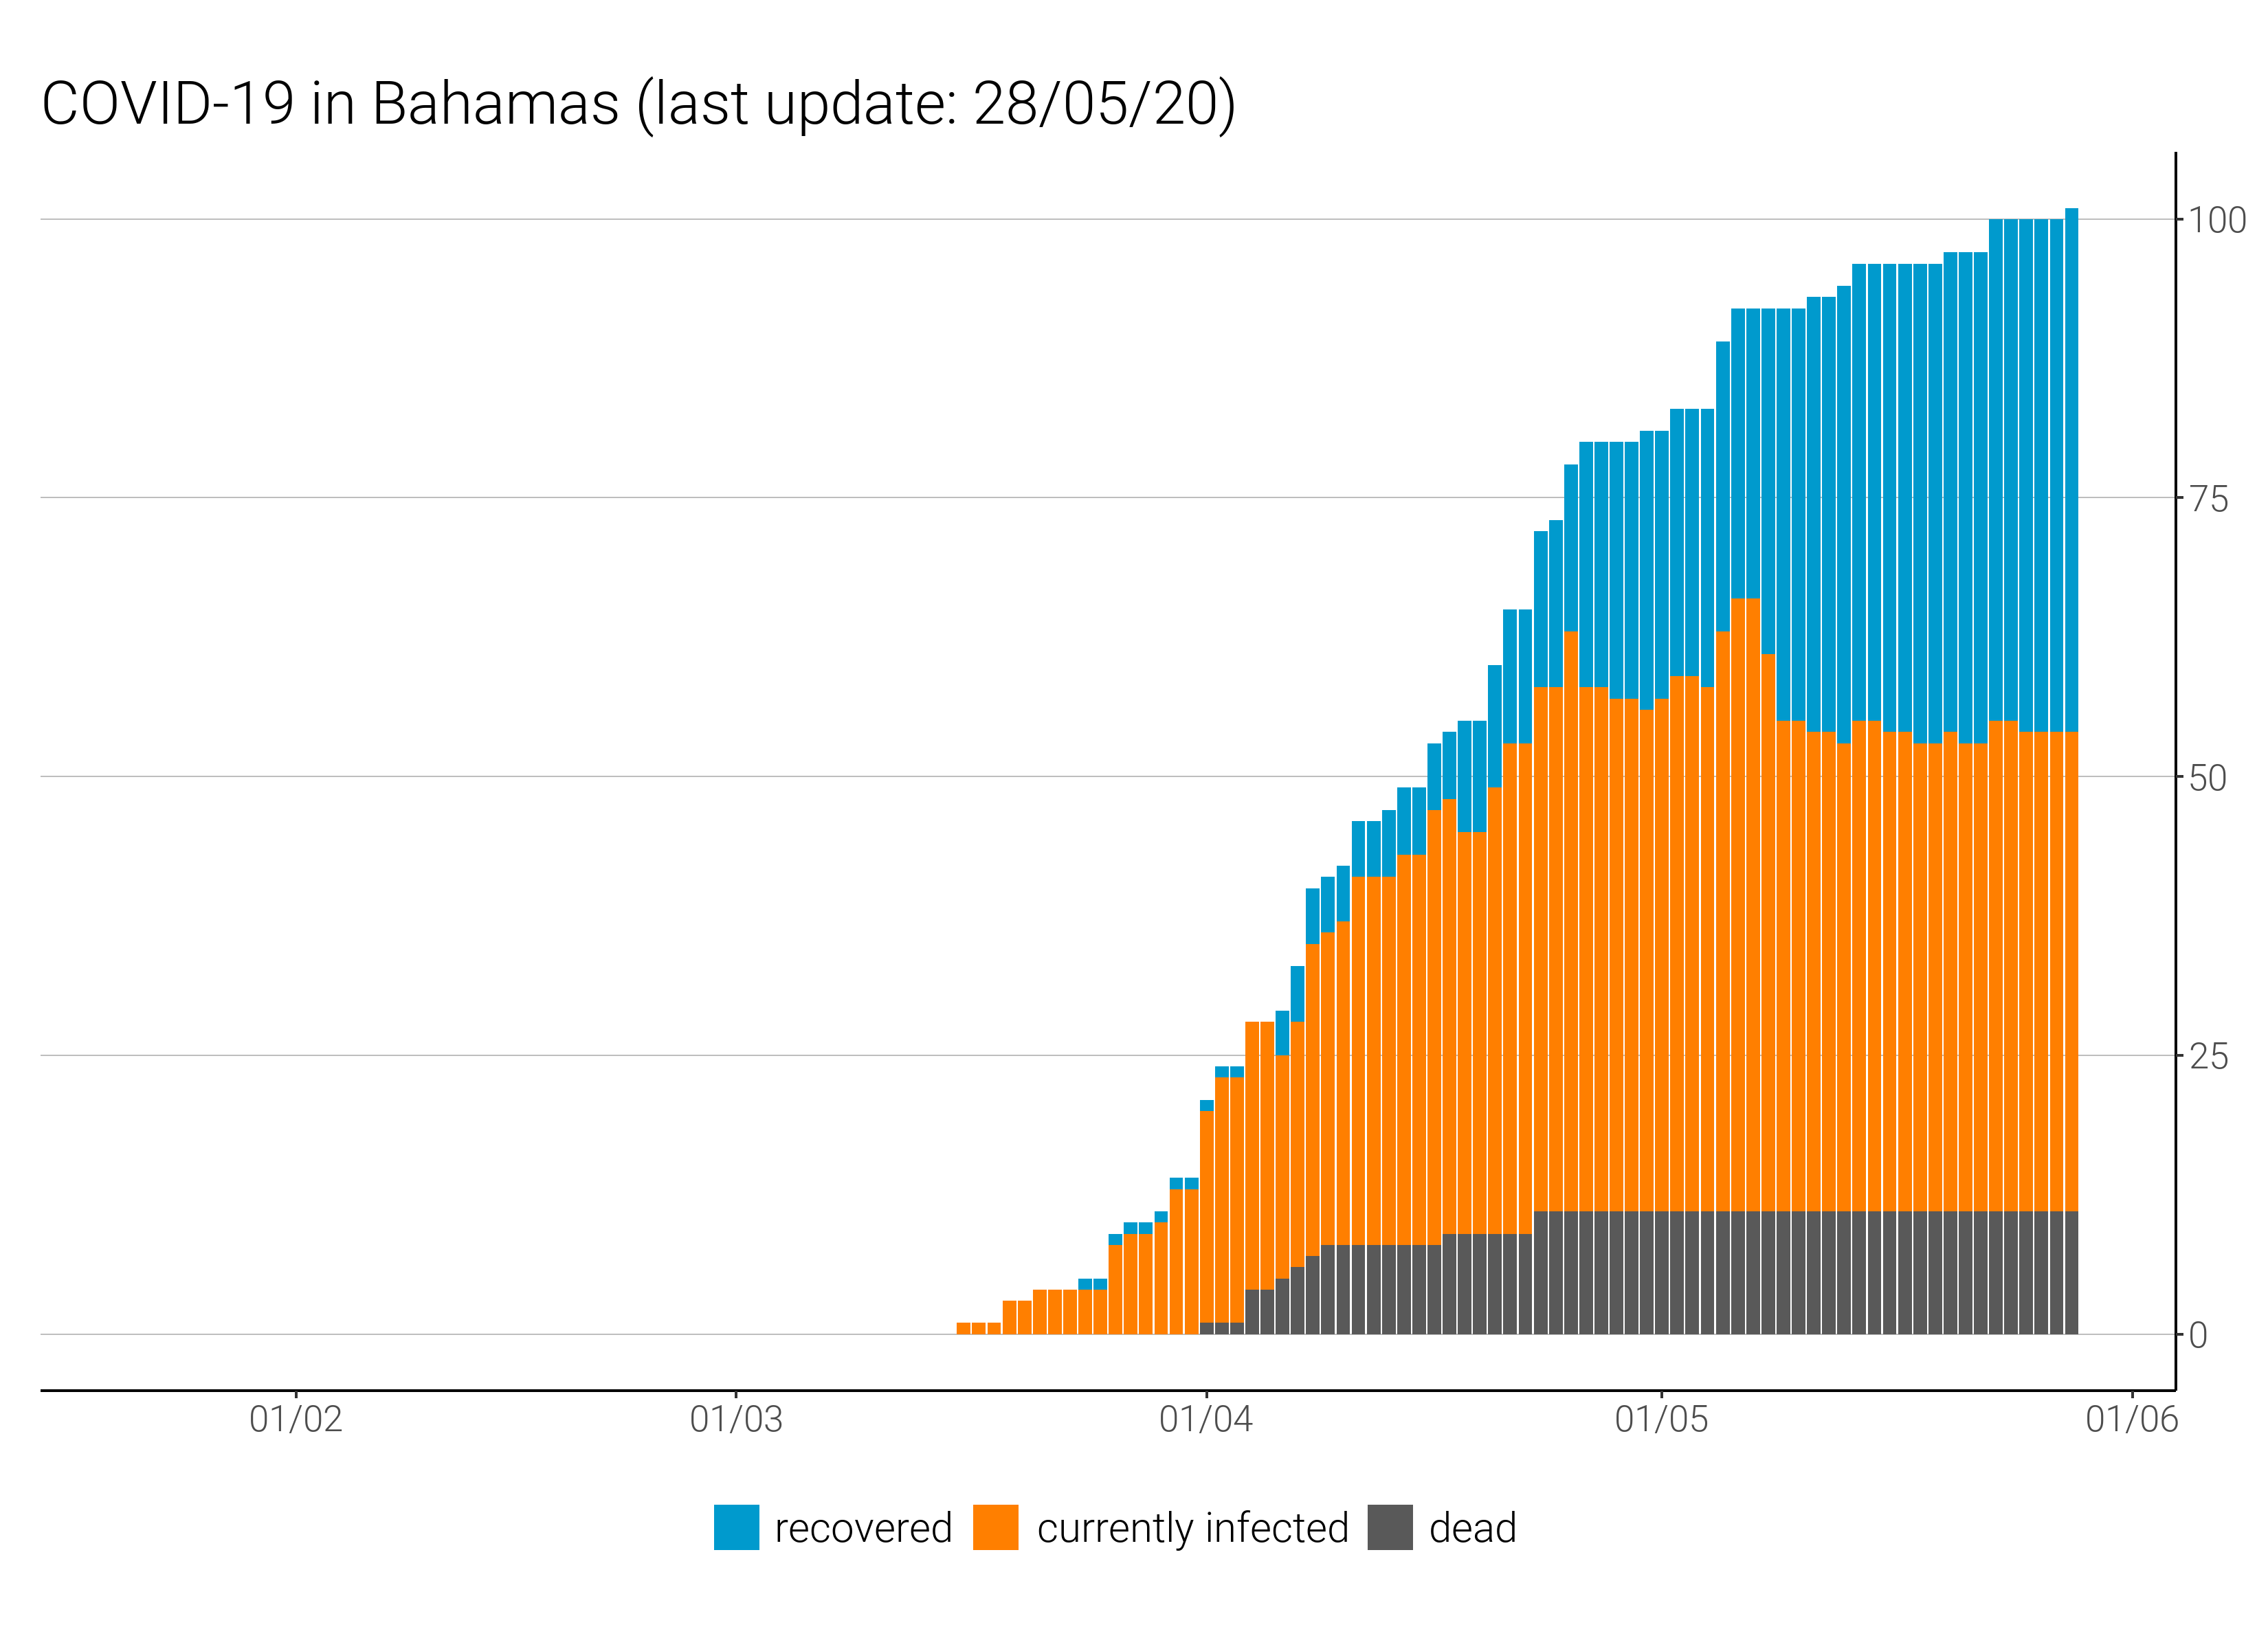 COVID-19 in Bahamas (last update: 28/05/20)
100
75
50
25
0
01/02 01/03 01/04 01/05 01/06
recovered currently infected dead